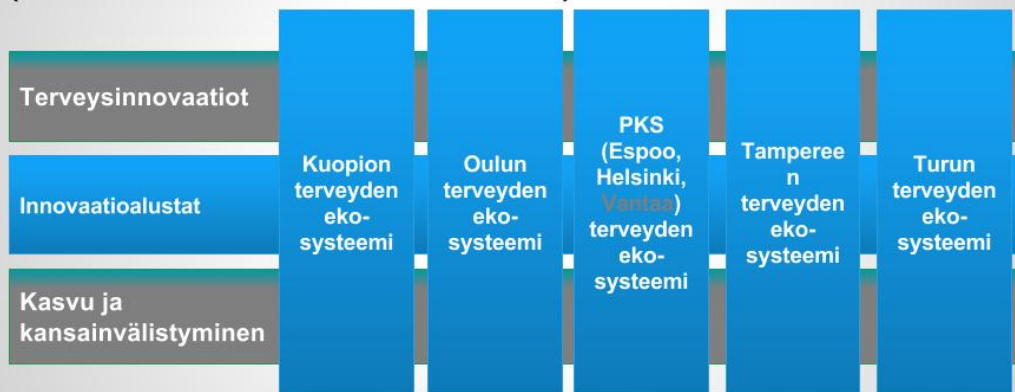 Terveysinnovaatiot
Innovaatioalustat
Kasvu ja
kansainvälistyminen
Kuopion
terveyden
eko-
systeemi
Oulun
terveyden
eko-
systeemi
PKS
(Espoo,
Helsinki,
Vantaa)
terveyden
eko-
systeemi
Tamperee
n
terveyden
eko-
systeemi
Turun
terveyden
eko-
systeemi